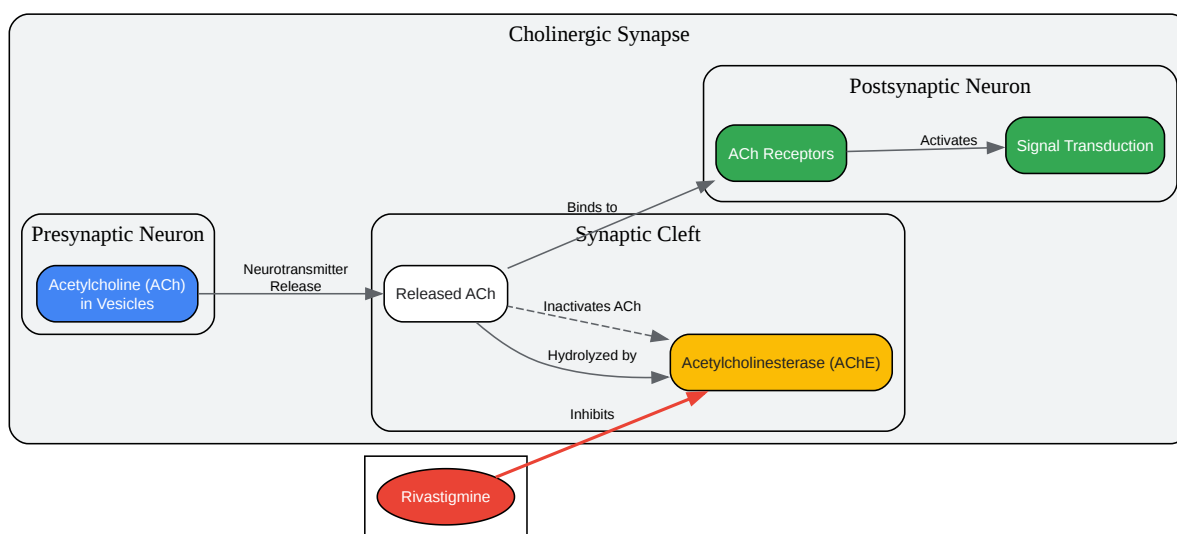 Cholinergic Synapse
Postsynaptic Neuron
ACh Receptors
Activates
Signal Transduction
Binds to
Presynaptic Neuron
Synaptic Cleft
Acetylcholine (ACh)
in Vesicles
Neurotransmitter
Release
Released ACh
Inactivates ACh
Hydrolyzed by
Acetylcholinesterase (AChE)
Inhibits
Rivastigmine